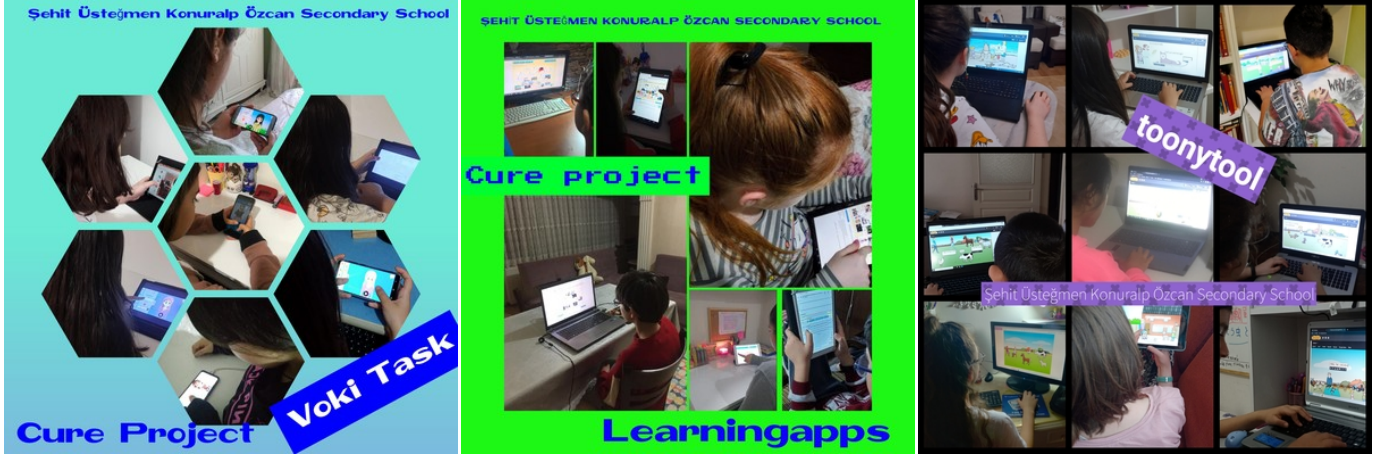 Şehit Üsteğmen Konuralp Özcan Secondary School
Voki Task
Cure Project
ŞEHİT ÜSTEĞMEN KONURALP ÖZCAN SECONDARY SCHOOL
Cure project
Learningapps
toonytool
Şehit Üsteğmen Konuralp Özcan Secondary School